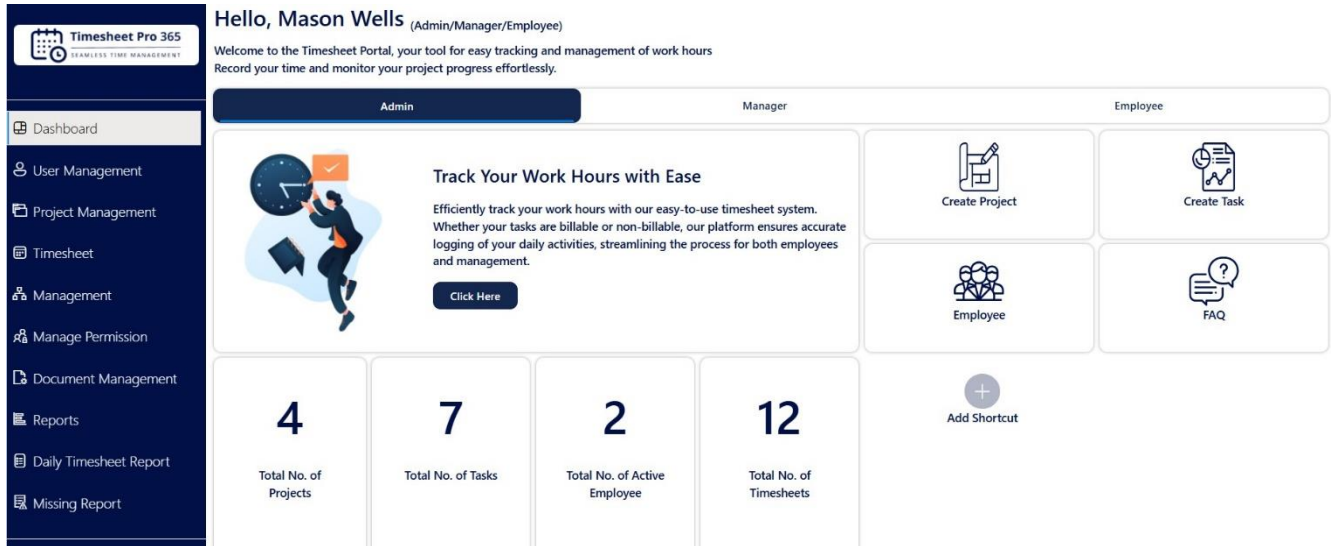 Timesheet Pro 365
SEAMLESS TIME MANAGEMENT
Dashboard
User Management
Project Management
Timesheet
Management
Manage Permission
Document Management
Reports
Daily Timesheet Report
Missing Report
Hello, Mason Wells (Admin/Manager/Employee)
Welcome to the Timesheet Portal, your tool for easy tracking and management of work hours
Record your time and monitor your project progress effortlessly.
Admin
Manager
Employee
Track Your Work Hours with Ease
Efficiently track your work hours with our easy-to-use timesheet system.
Whether your tasks are billable or non-billable, our platform ensures accurate
logging of your daily activities, streamlining the process for both employees
and management.
Click Here
Create Project
Create Task
Employee
?
FAQ
4
Total No. of
Projects
7
Total No. of Tasks
2
Total No. of Active
Employee
12
Total No. of
Timesheets
+
Add Shortcut